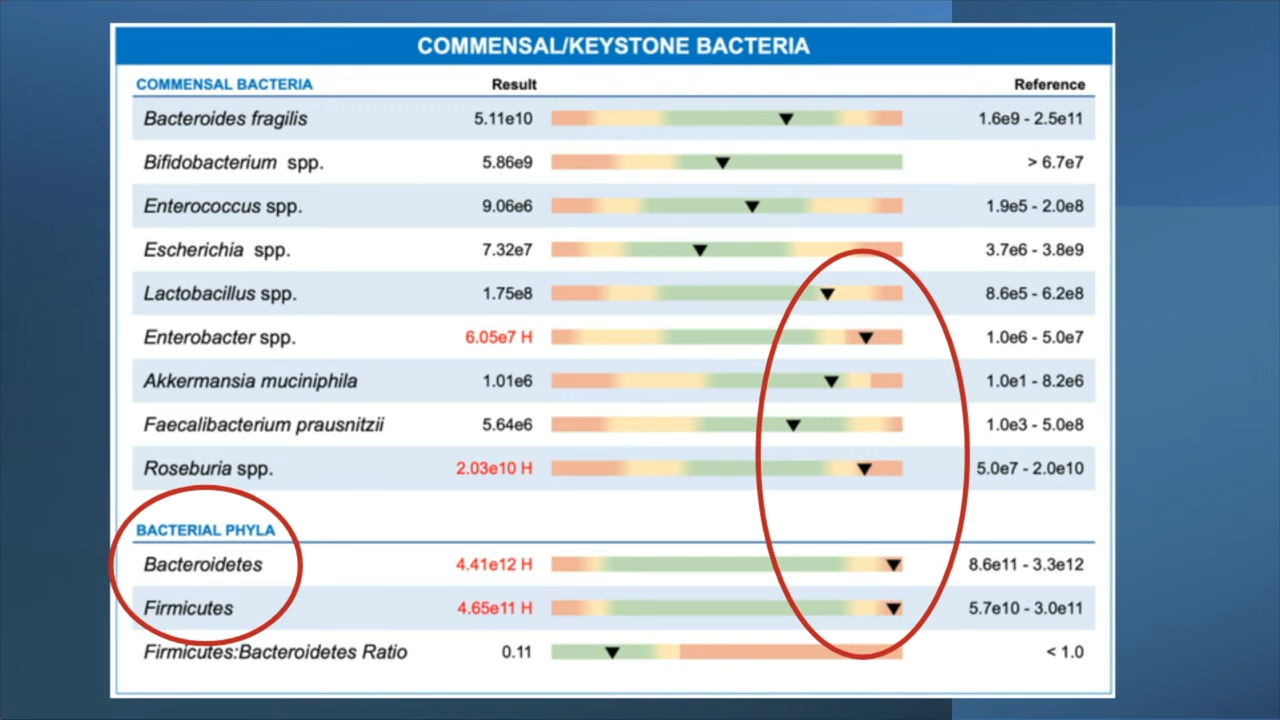 COMMENSAL/KEYSTONE BACTERIA
COMMENSAL BACTERIA Result Reference
Bacteroides fragilis 5.11e10 1.6e9 - 2.5e11
Bifidobacterium spp. 5.86e9 > 6.7e7
Enterococcus spp. 9.06e6 1.9e5 - 2.0e8
Escherichia spp. 7.32e7 3.7e6 - 3.8e9
Lactobacillus spp. 1.75e8 8.6e5 - 6.2e8
Enterobacter spp. 6.05e7 H 1.0e6 - 5.0e7
Akkermansia muciniphila 1.01e6 1.0e1 - 8.2e6
Faecalibacterium prausnitzii 5.64e6 1.0e3 - 5.0e8
Roseburia spp. 2.03e10 H 5.0e7 - 2.0e10
BACTERIAL PHYLA
Bacteroidetes 4.41e12 H 8.6e11 - 3.3e12
Firmicutes 4.65e11 H 5.7e10 - 3.0e11
Firmicutes:Bacteroidetes Ratio 0.11 < 1.0